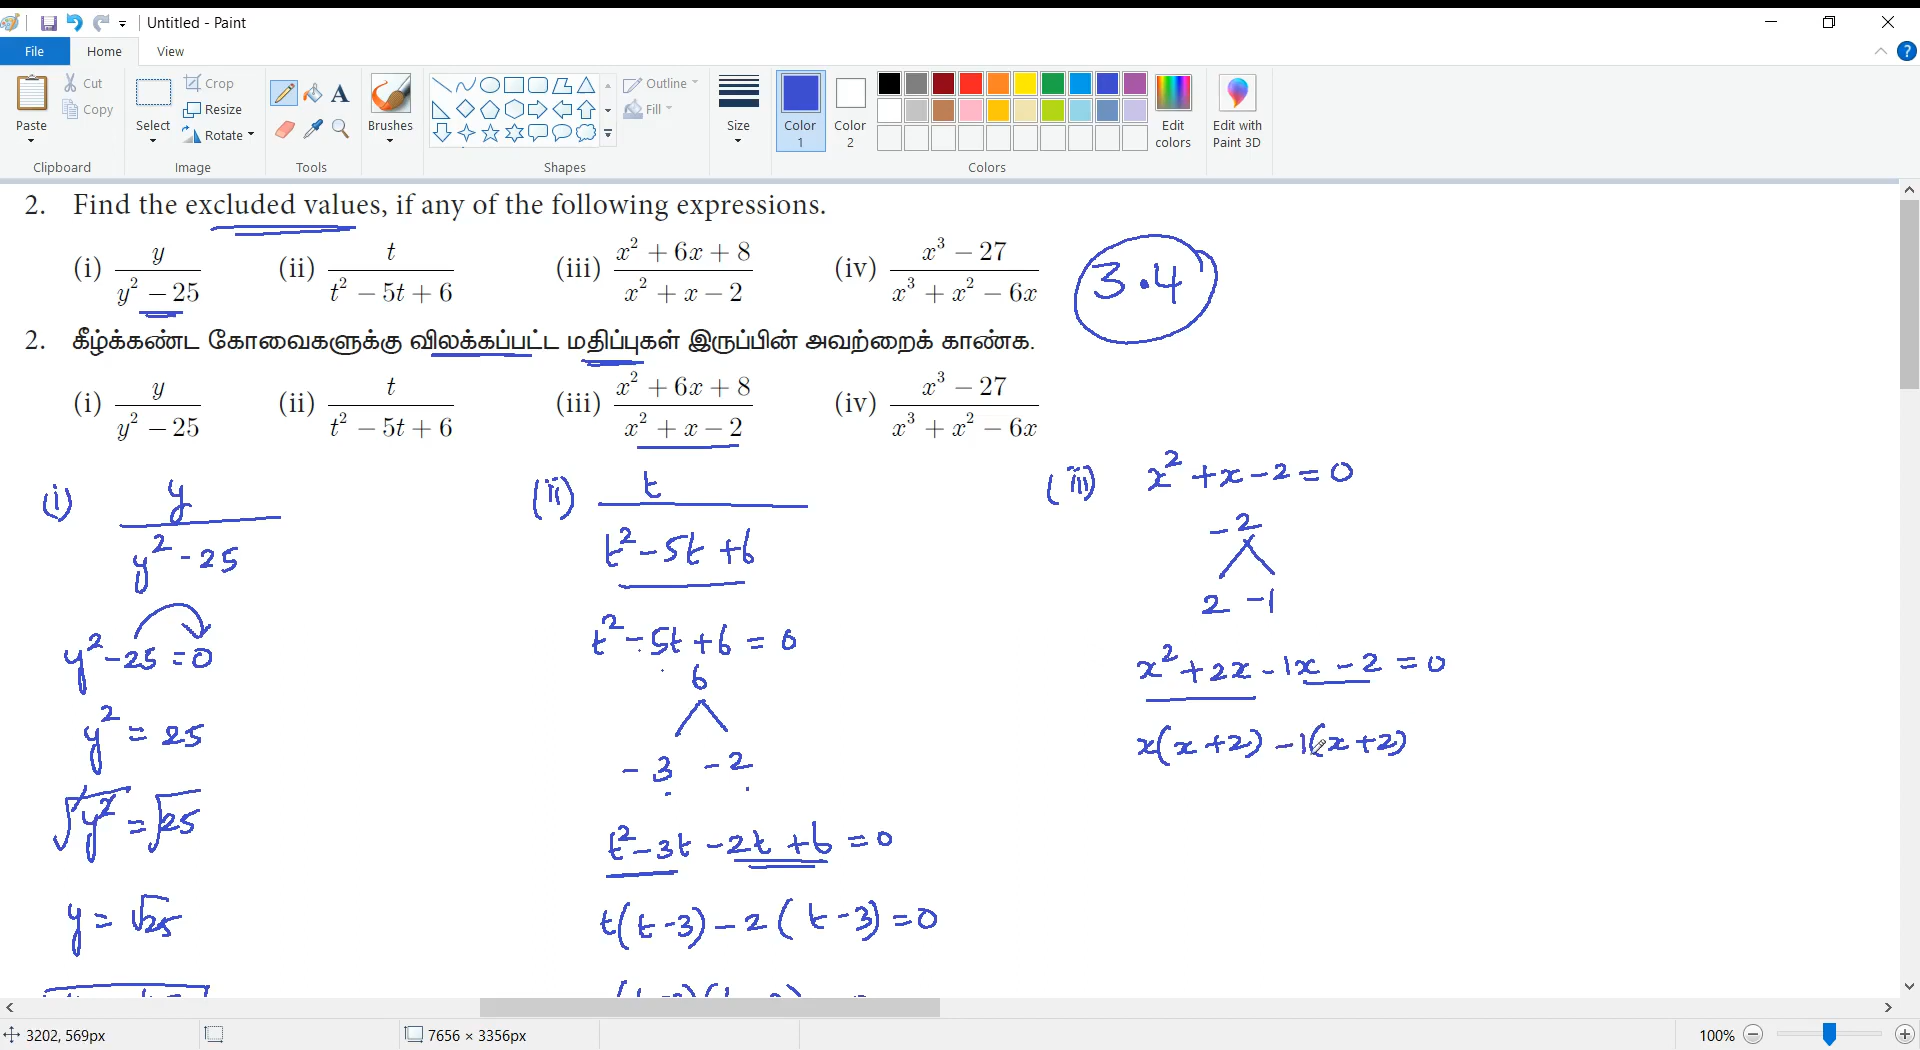 Untitled - Paint
File Home View
Paste Cut Copy Clipboard
Select Crop Resize Rotate Image
Tools
Brushes
Shapes Outline Fill
Size
Color 1 Color 2 Edit colors Edit with Paint 3D
Colors
2. Find the excluded values, if any of the following expressions.
(i) y / (y² − 25) (ii) t / (t² − 5t + 6) (iii) (x² + 6x + 8) / (x² + x − 2) (iv) (x³ − 27) / (x³ + x² − 6x)
3.4
2. கீழ்க்கண்ட கோவைகளுக்கு விலக்கப்பட்ட மதிப்புகள் இருப்பின் அவற்றைக் காண்க.
(i) y / (y² − 25) (ii) t / (t² − 5t + 6) (iii) (x² + 6x + 8) / (x² + x − 2) (iv) (x³ − 27) / (x³ + x² − 6x)
(i) y
y² - 25
y² - 25 = 0
y² = 25
√y² = √25
y = √25
(ii) t
t² - 5t + 6
t² - 5t + 6 = 0
6
- 3 - 2
t² - 3t - 2t + 6 = 0
t(t-3) - 2(t-3) = 0
(iii) x² + x - 2 = 0
- 2
2 -1
x² + 2x - 1x - 2 = 0
x(x+2) -1(x+2)
3202, 569px
7656 × 3356px
100%